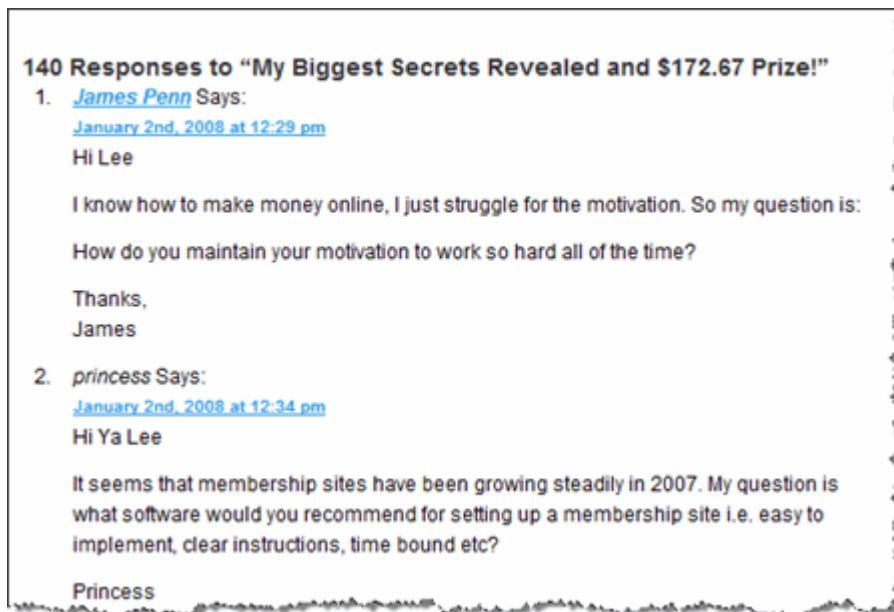 140 Responses to “My Biggest Secrets Revealed and $172.67 Prize!”
1. James Penn Says:
January 2nd, 2008 at 12:29 pm
Hi Lee
I know how to make money online, I just struggle for the motivation. So my question is:
How do you maintain your motivation to work so hard all of the time?
Thanks,
James
2. princess Says:
January 2nd, 2008 at 12:34 pm
Hi Ya Lee
It seems that membership sites have been growing steadily in 2007. My question is
what software would you recommend for setting up a membership site i.e. easy to
implement, clear instructions, time bound etc?
Princess